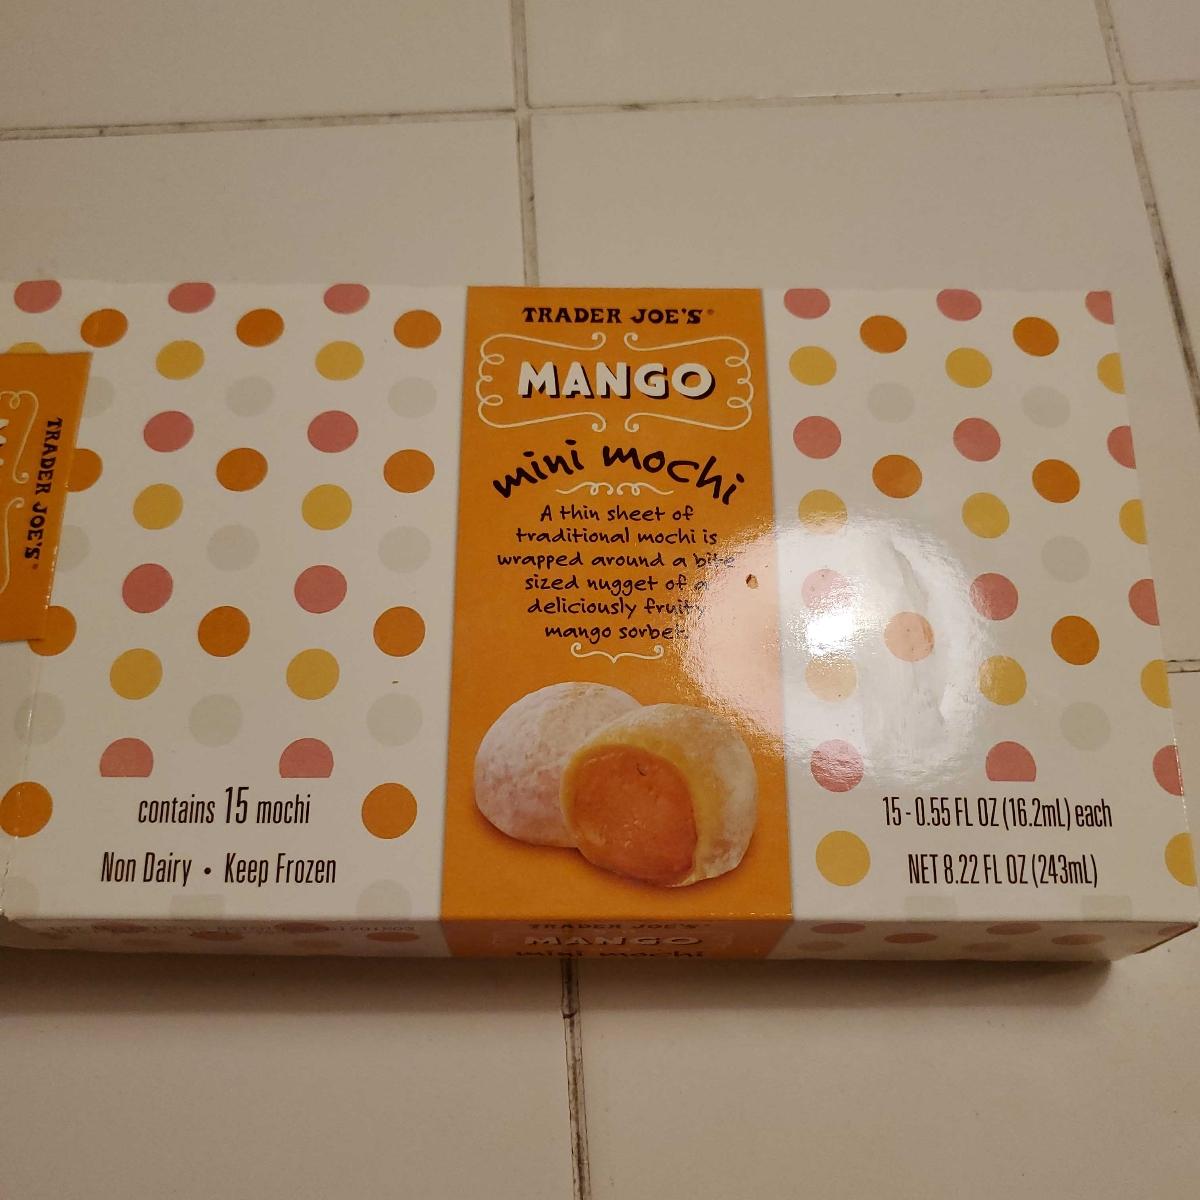 TRADER JOE'S®
MANGO
mini mochi
A thin sheet of
traditional mochi is
wrapped around a bite
sized nugget of a
deliciously fruity
mango sorbet.
contains 15 mochi
Non Dairy • Keep Frozen
15 - 0.55 FL OZ (16.2mL) each
NET 8.22 FL OZ (243mL)
TRADER JOE'S®
TRADER JOE'S®
MANGO
mini mochi